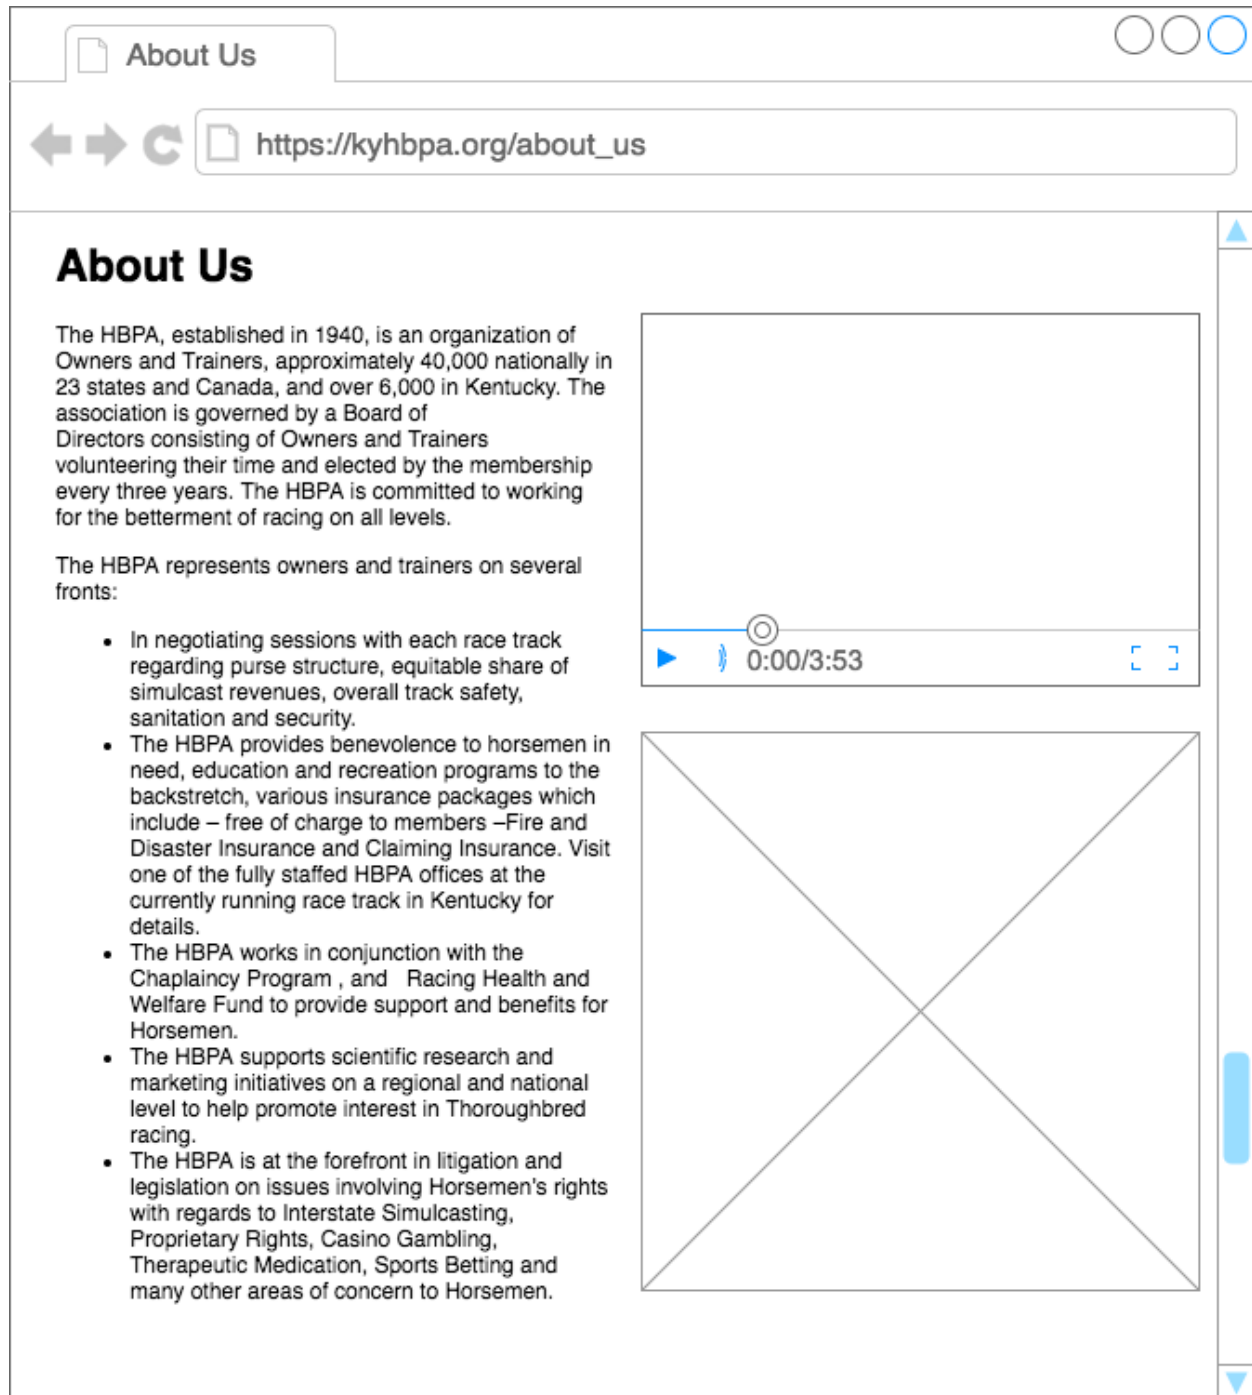 About Us
https://kyhbpa.org/about_us
About Us
The HBPA, established in 1940, is an organization of
Owners and Trainers, approximately 40,000 nationally in
23 states and Canada, and over 6,000 in Kentucky. The
association is governed by a Board of
Directors consisting of Owners and Trainers
volunteering their time and elected by the membership
every three years. The HBPA is committed to working
for the betterment of racing on all levels.
The HBPA represents owners and trainers on several
fronts:
• In negotiating sessions with each race track
regarding purse structure, equitable share of
simulcast revenues, overall track safety,
sanitation and security.
• The HBPA provides benevolence to horsemen in
need, education and recreation programs to the
backstretch, various insurance packages which
include – free of charge to members –Fire and
Disaster Insurance and Claiming Insurance. Visit
one of the fully staffed HBPA offices at the
currently running race track in Kentucky for
details.
• The HBPA works in conjunction with the
Chaplaincy Program , and   Racing Health and
Welfare Fund to provide support and benefits for
Horsemen.
• The HBPA supports scientific research and
marketing initiatives on a regional and national
level to help promote interest in Thoroughbred
racing.
• The HBPA is at the forefront in litigation and
legislation on issues involving Horsemen's rights
with regards to Interstate Simulcasting,
Proprietary Rights, Casino Gambling,
Therapeutic Medication, Sports Betting and
many other areas of concern to Horsemen.
0:00/3:53